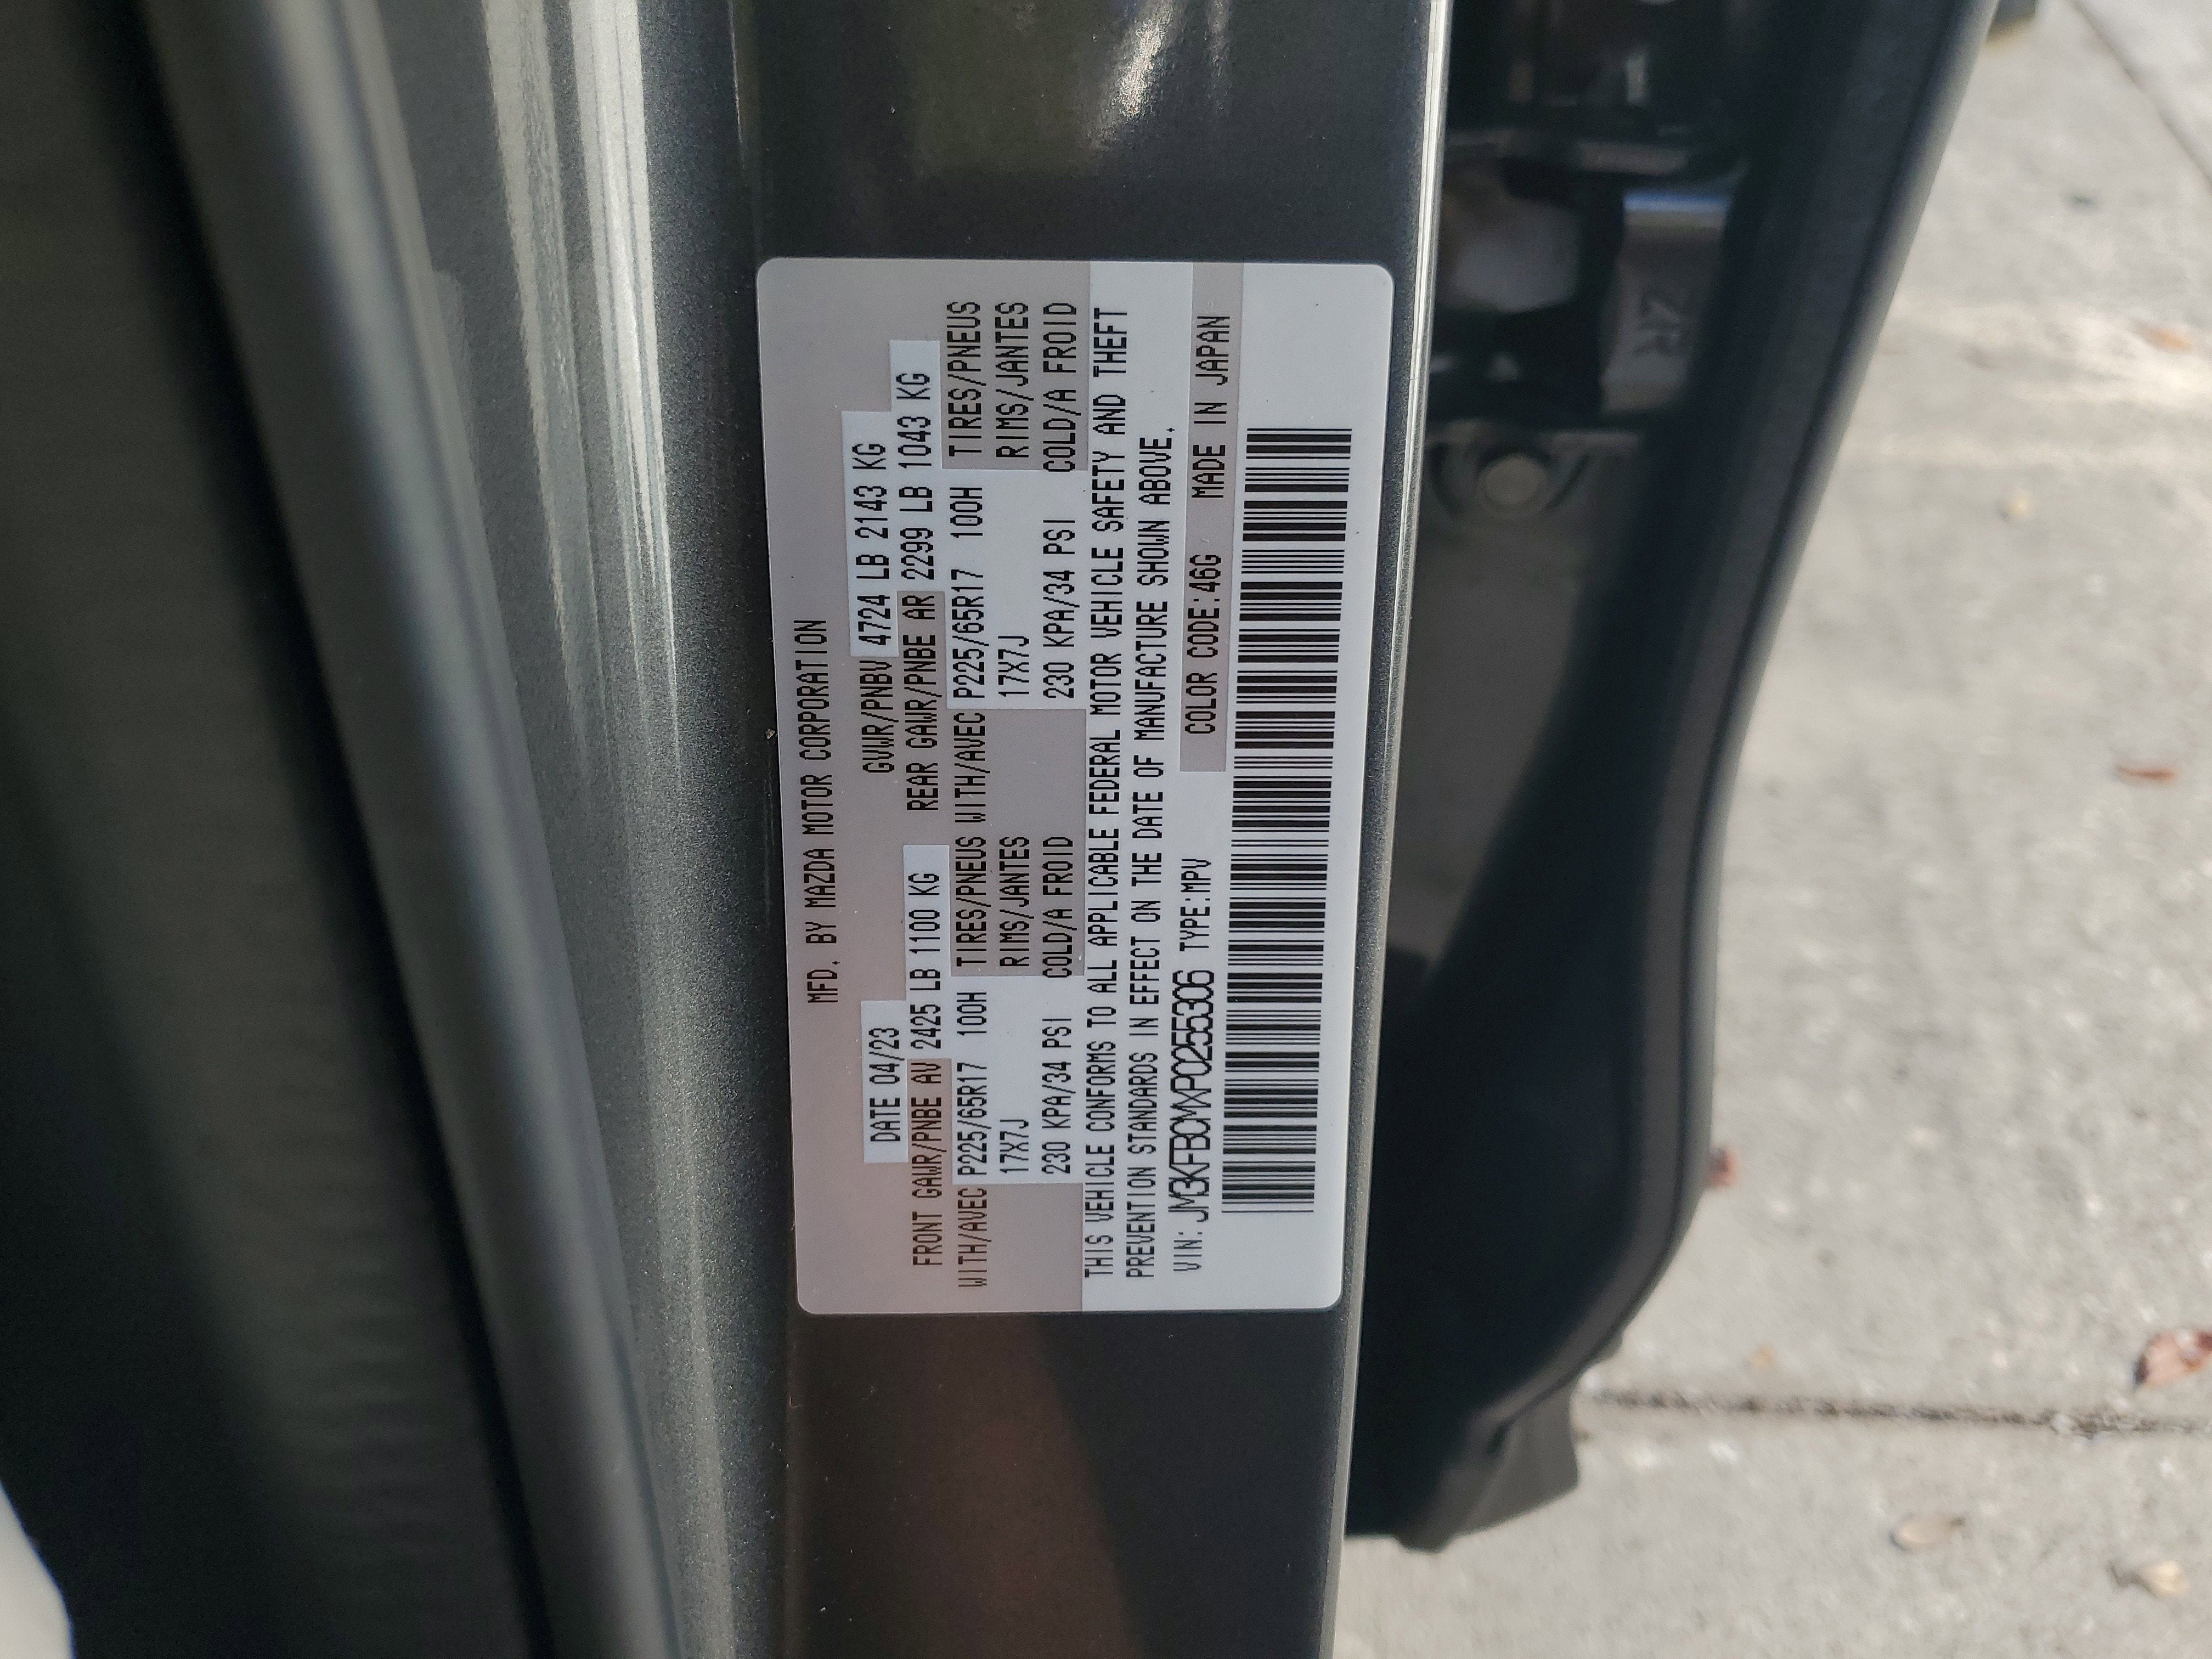 MFD. BY MAZDA MOTOR CORPORATION
DATE 04/23 GVWR/PNBV 4724 LB 2143 KG
FRONT GAWR/PNBE AV 2425 LB 1100 KG REAR GAWR/PNBE AR 2299 LB 1043 KG
WITH/AVEC P225/65R17 100H TIRES/PNEUS WITH/AVEC P225/65R17 100H TIRES/PNEUS
17X7J RIMS/JANTES 17X7J RIMS/JANTES
230 KPA/34 PSI COLD/A FROID 230 KPA/34 PSI COLD/A FROID
THIS VEHICLE CONFORMS TO ALL APPLICABLE FEDERAL MOTOR VEHICLE SAFETY AND THEFT
PREVENTION STANDARDS IN EFFECT ON THE DATE OF MANUFACTURE SHOWN ABOVE.
VIN: JM3KFBCMXP0255306 TYPE:MPV COLOR CODE:46G MADE IN JAPAN